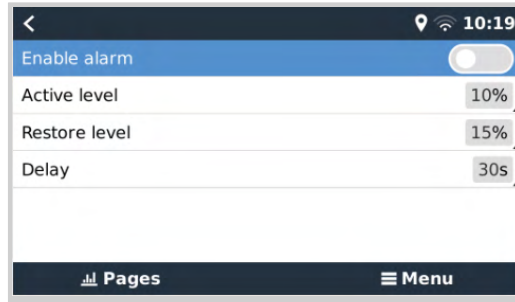 10:19
Enable alarm
Active level 10%
Restore level 15%
Delay 30s
Pages Menu